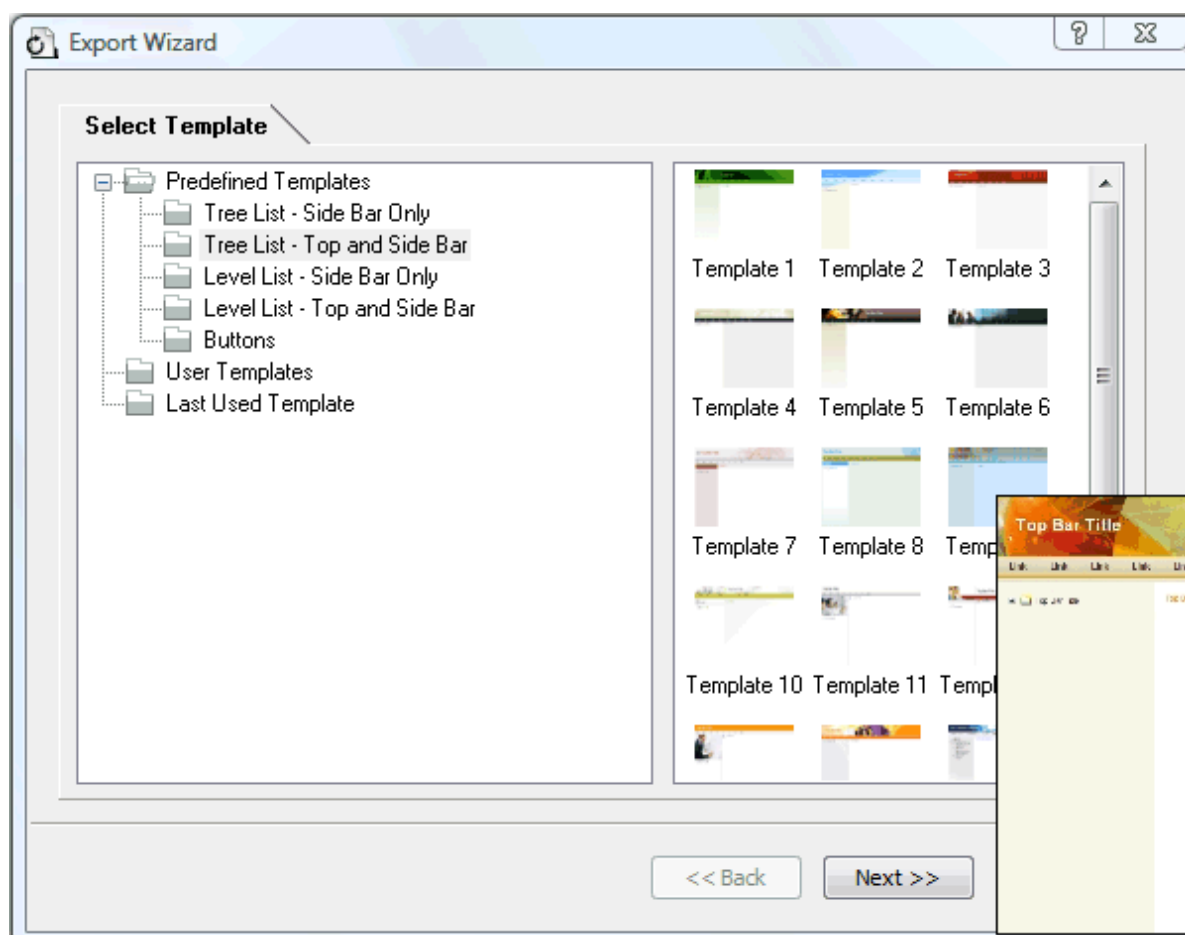 Export Wizard
Select Template
Predefined Templates
Tree List - Side Bar Only
Tree List - Top and Side Bar
Level List - Side Bar Only
Level List - Top and Side Bar
Buttons
User Templates
Last Used Template
Template 1 Template 2 Template 3
Template 4 Template 5 Template 6
Template 7 Template 8 Temp
Template 10 Template 11 Templ
Top Bar Title
Link Link Link Link
<< Back Next >>